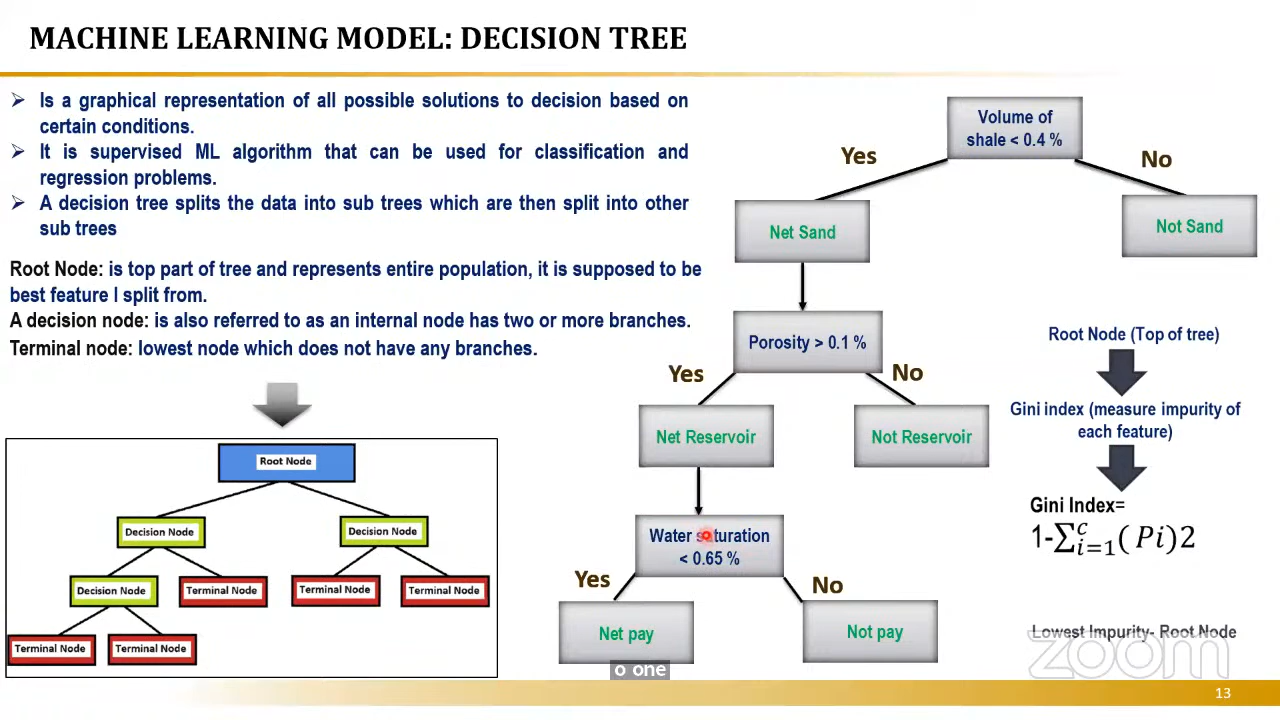 MACHINE LEARNING MODEL: DECISION TREE
➢ Is a graphical representation of all possible solutions to decision based on
certain conditions.
➢ It is supervised ML algorithm that can be used for classification and
regression problems.
➢ A decision tree splits the data into sub trees which are then split into other
sub trees
Root Node: is top part of tree and represents entire population, it is supposed to be
best feature I split from.
A decision node: is also referred to as an internal node has two or more branches.
Terminal node: lowest node which does not have any branches.
Root Node
Decision Node
Decision Node
Decision Node
Terminal Node
Terminal Node
Terminal Node
Terminal Node
Terminal Node
Volume of
shale < 0.4 %
Yes
No
Net Sand
Not Sand
Porosity > 0.1 %
Yes
No
Net Reservoir
Not Reservoir
Water saturation
< 0.65 %
Yes
No
Net pay
Not pay
o one
Root Node (Top of tree)
Gini index (measure impurity of
each feature)
Gini Index=
1-∑_{i=1}^{c}(Pi)2
Lowest Impurity- Root Node
zoom
13